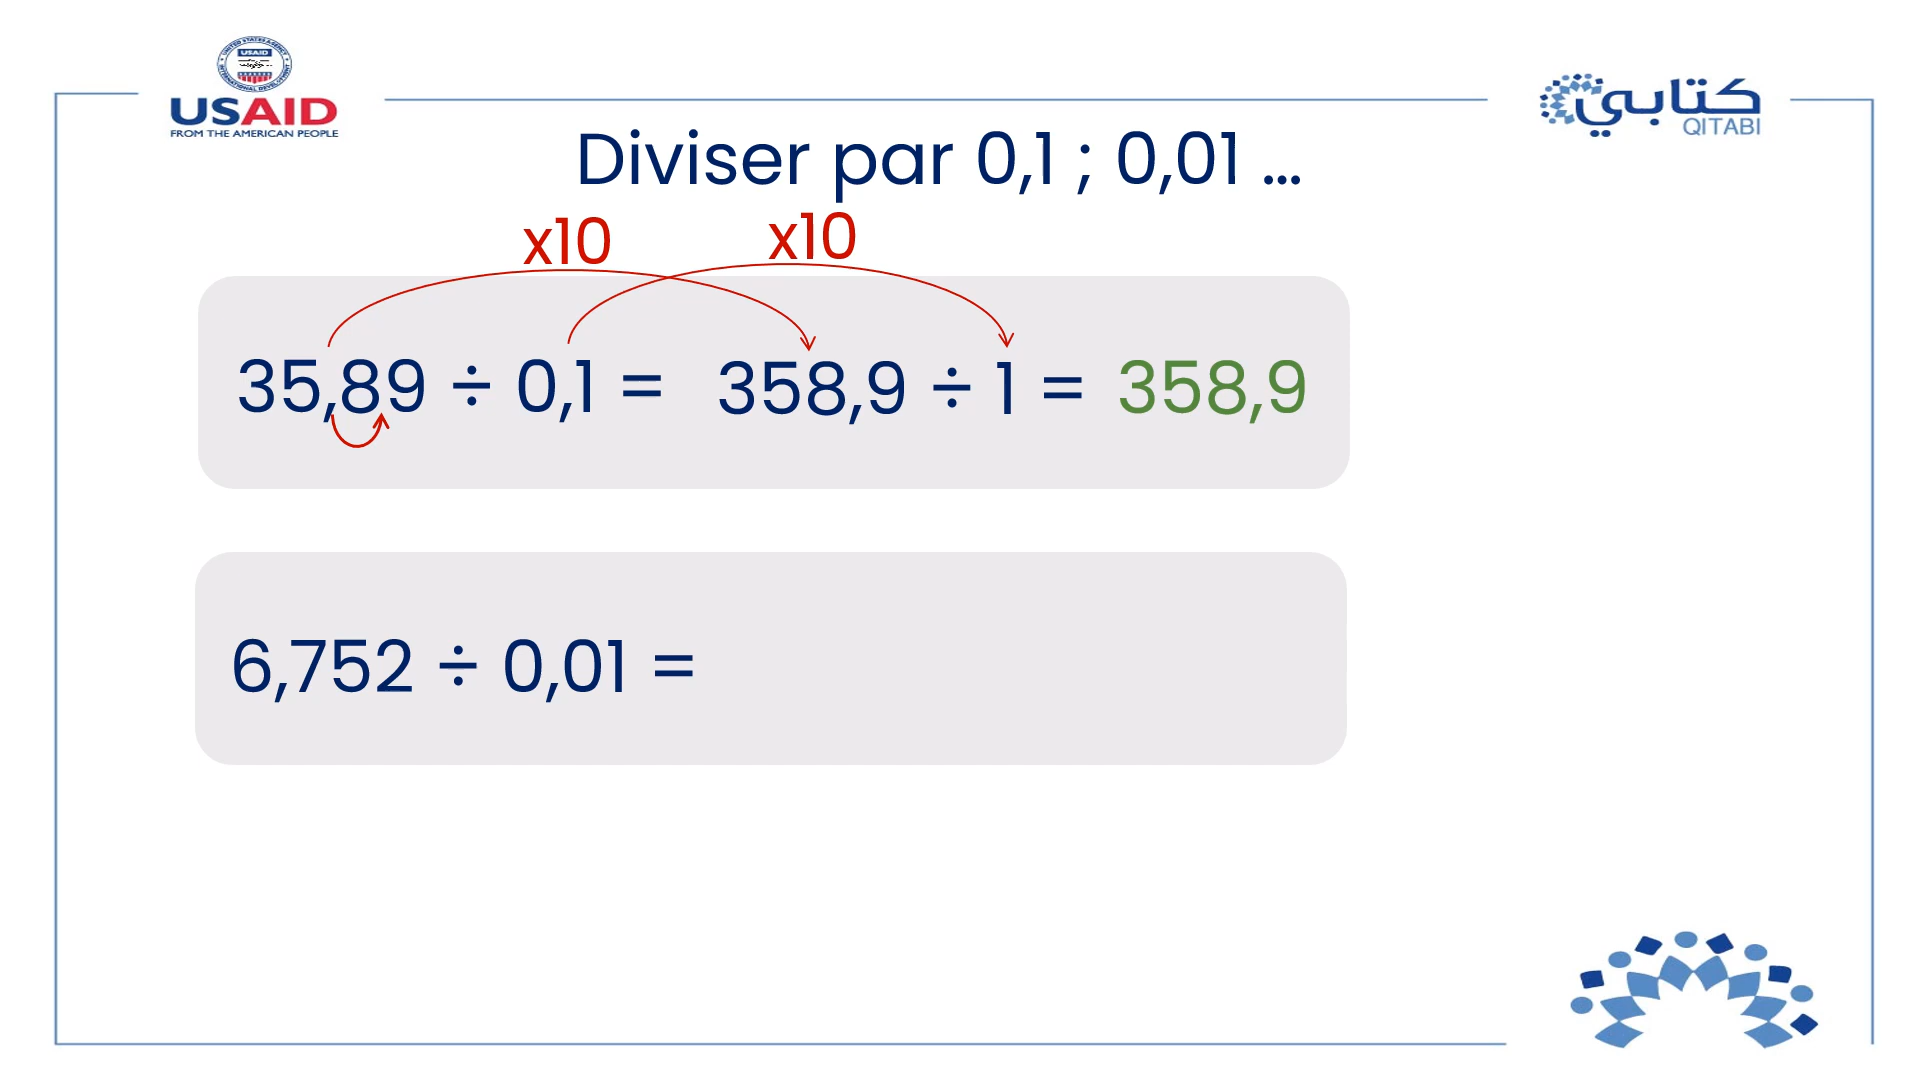 USAID
FROM THE AMERICAN PEOPLE
كتابي
QITABI
Diviser par 0,1 ; 0,01 ...
x10 x10
35,89 ÷ 0,1 = 358,9 ÷ 1 = 358,9
6,752 ÷ 0,01 =